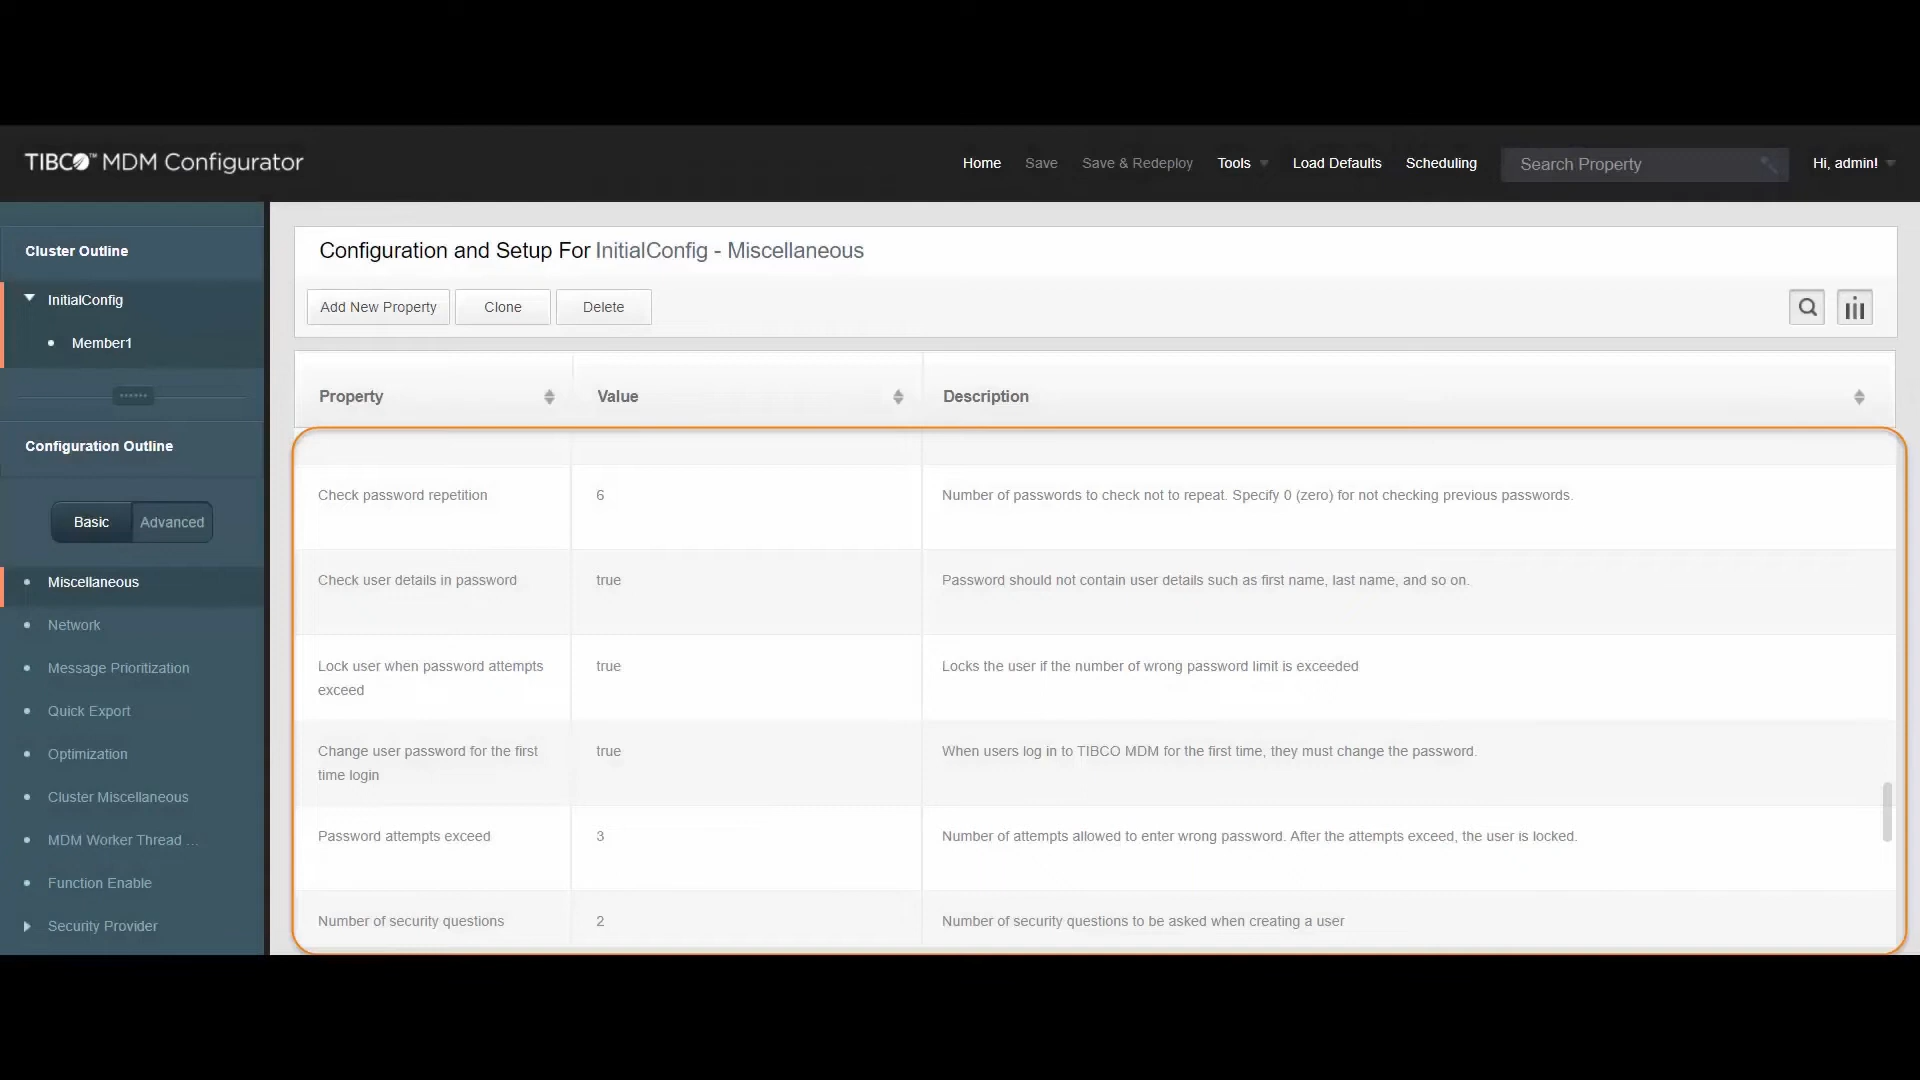 TIBCO™ MDM Configurator
Home Save Save & Redeploy Tools Load Defaults Scheduling Search Property Hi, admin!
Cluster Outline
InitialConfig
Member1
Configuration Outline
Basic Advanced
Miscellaneous
Network
Message Prioritization
Quick Export
Optimization
Cluster Miscellaneous
MDM Worker Thread ...
Function Enable
Security Provider
Configuration and Setup For InitialConfig - Miscellaneous
Add New Property Clone Delete
Property Value Description
Check password repetition 6 Number of passwords to check not to repeat. Specify 0 (zero) for not checking previous passwords.
Check user details in password true Password should not contain user details such as first name, last name, and so on.
Lock user when password attempts true Locks the user if the number of wrong password limit is exceeded
exceed
Change user password for the first true When users log in to TIBCO MDM for the first time, they must change the password.
time login
Password attempts exceed 3 Number of attempts allowed to enter wrong password. After the attempts exceed, the user is locked.
Number of security questions 2 Number of security questions to be asked when creating a user